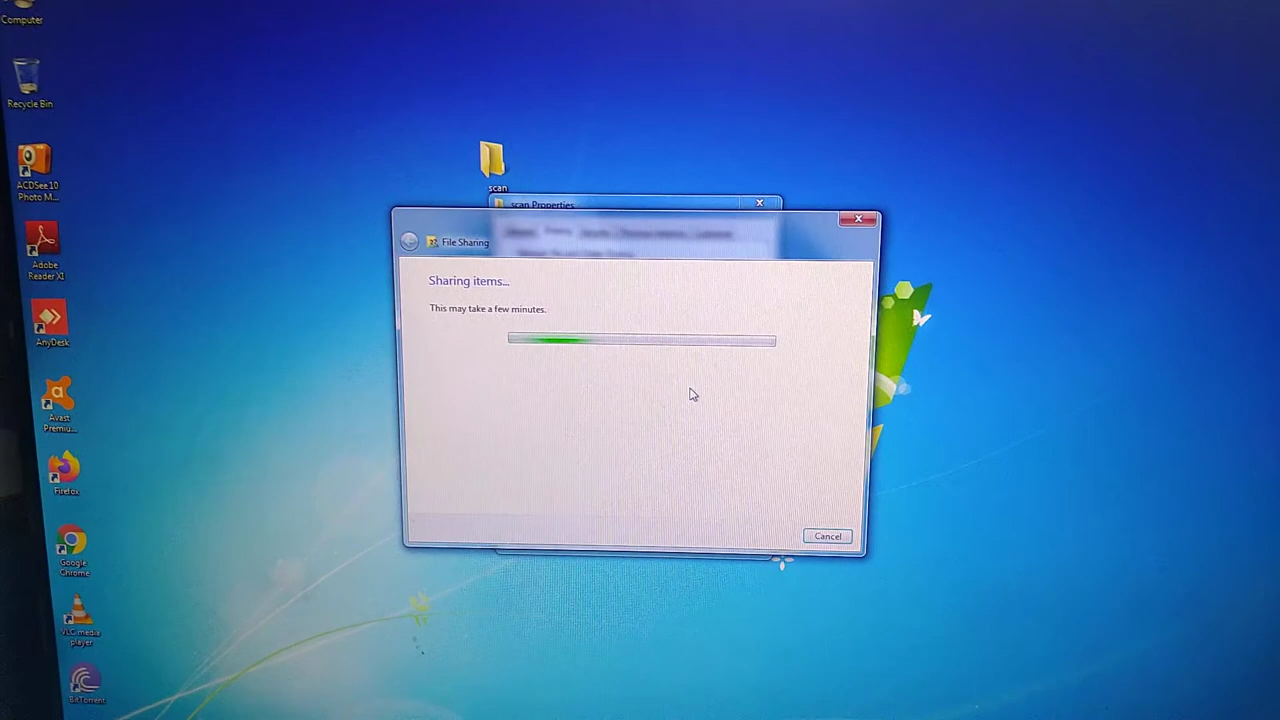 Computer
Recycle Bin
ACDSee 10
Photo M...
Adobe
Reader XI
AnyDesk
Avast
Premiu...
Firefox
Google
Chrome
VLC media
player
BitTorrent
scan
scan Properties
File Sharing
Sharing items...
This may take a few minutes.
Cancel